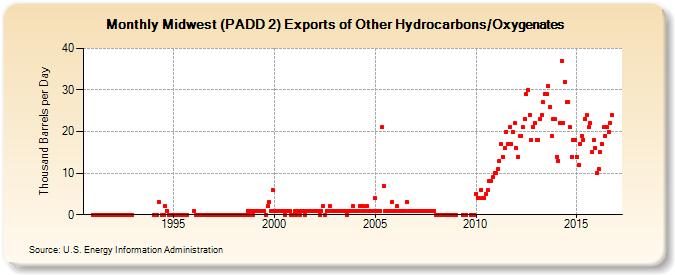 Monthly Midwest (PADD 2) Exports of Other Hydrocarbons/Oxygenates
Thousand Barrels per Day
40
30
20
10
0
1995 2000 2005 2010 2015
Source: U.S. Energy Information Administration